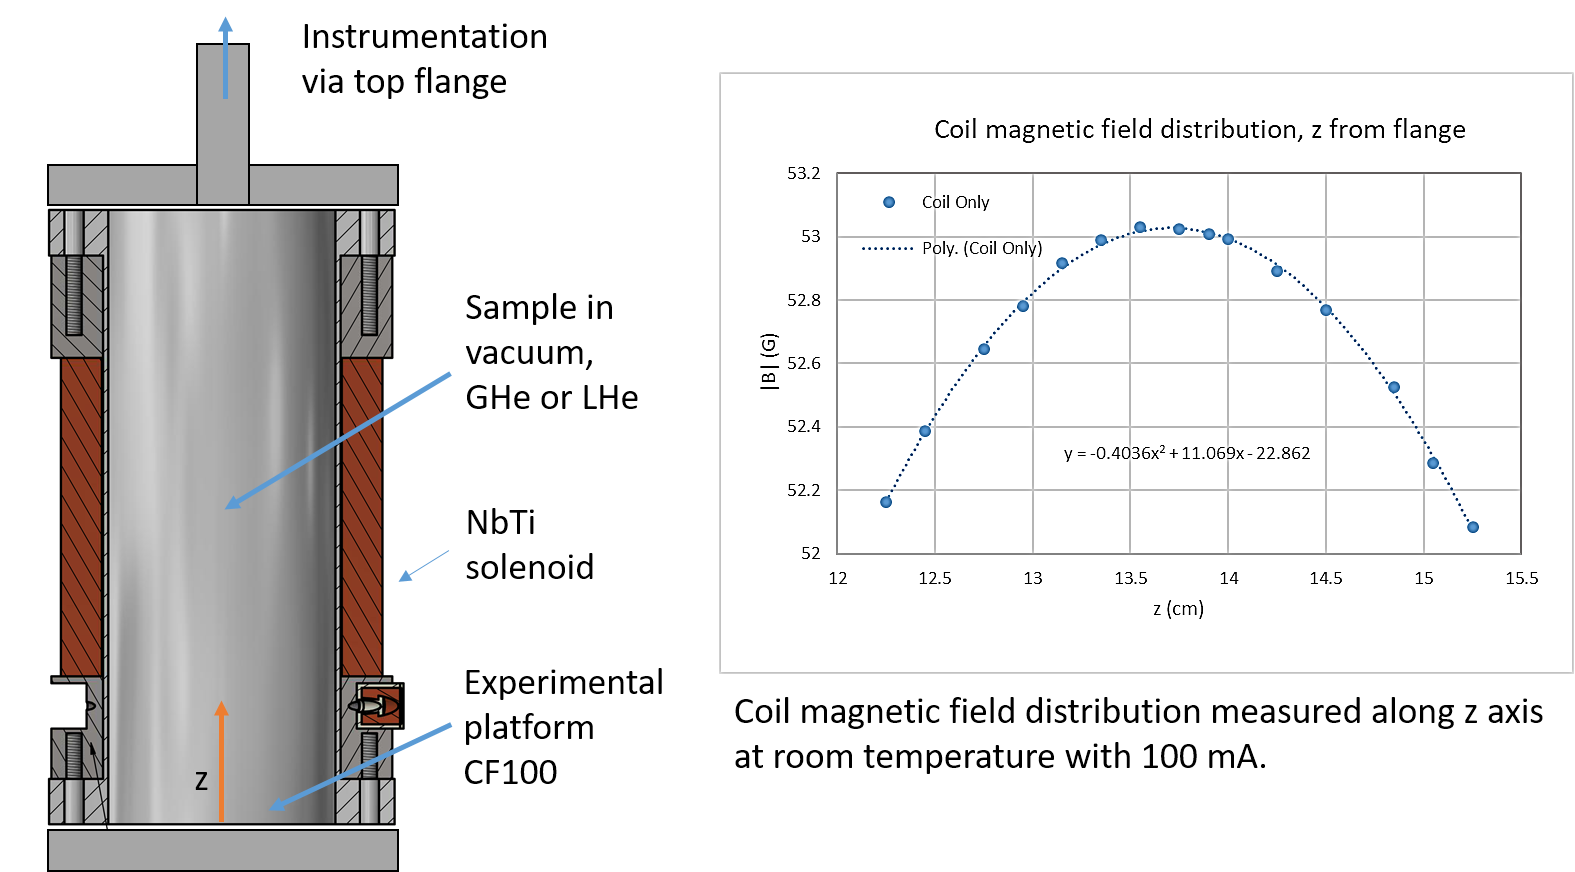 Instrumentation
via top flange
Sample in
vacuum,
GHe or LHe
NbTi
solenoid
Experimental
platform
CF100
z
Coil magnetic field distribution, z from flange
53.2
53
52.8
52.6
52.4
52.2
52
|B| (G)
Coil Only
Poly. (Coil Only)
y = -0.4036x² + 11.069x - 22.862
12 12.5 13 13.5 14 14.5 15 15.5
z (cm)
Coil magnetic field distribution measured along z axis
at room temperature with 100 mA.